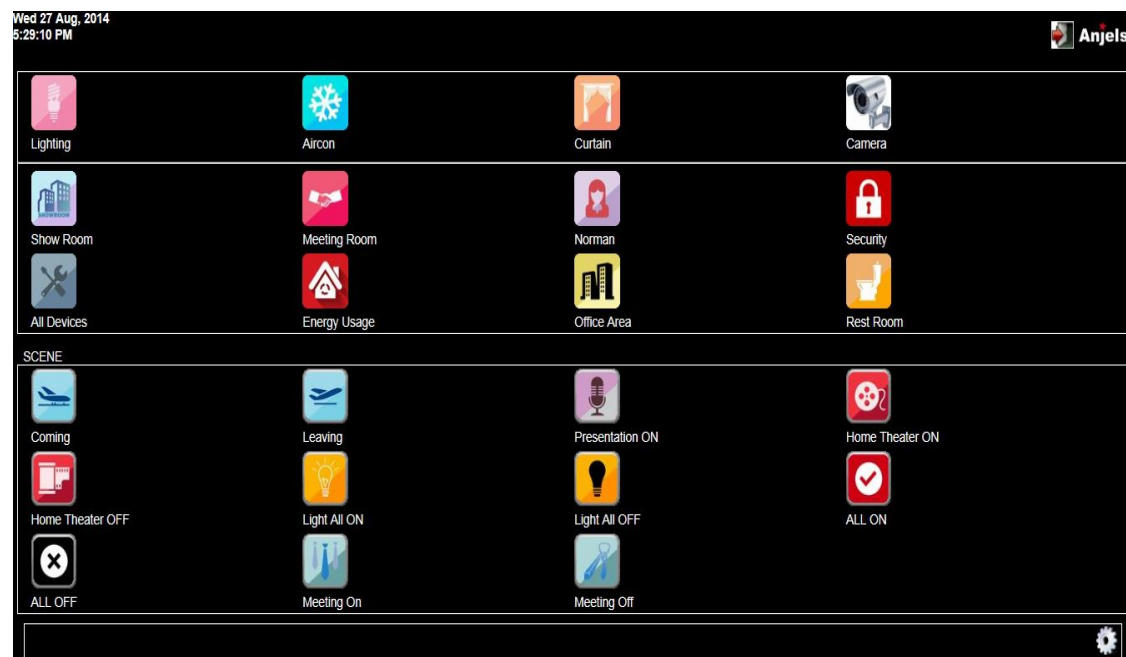 Wed 27 Aug, 2014
5:29:10 PM
Anjels
Lighting Aircon Curtain Camera
SHOWROOM
Show Room Meeting Room Norman Security
All Devices Energy Usage Office Area Rest Room
SCENE
Coming Leaving Presentation ON Home Theater ON
Home Theater OFF Light All ON Light All OFF ALL ON
ALL OFF Meeting On Meeting Off